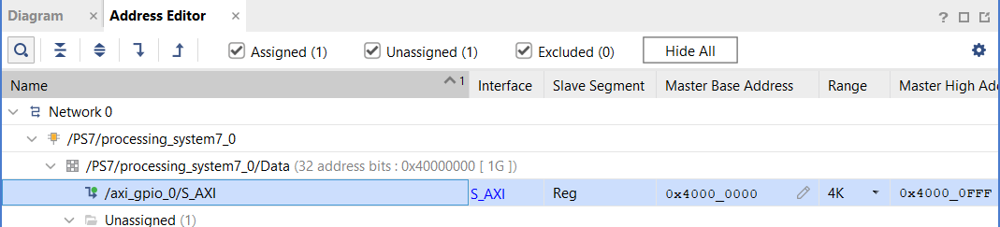 Diagram × Address Editor × ?
Assigned (1) Unassigned (1) Excluded (0) Hide All
Name 1 Interface Slave Segment Master Base Address Range Master High Add
Network 0
/PS7/processing_system7_0
/PS7/processing_system7_0/Data (32 address bits : 0x40000000 [ 1G ])
/axi_gpio_0/S_AXI S_AXI Reg 0x4000_0000 4K 0x4000_0FFF
Unassigned (1)